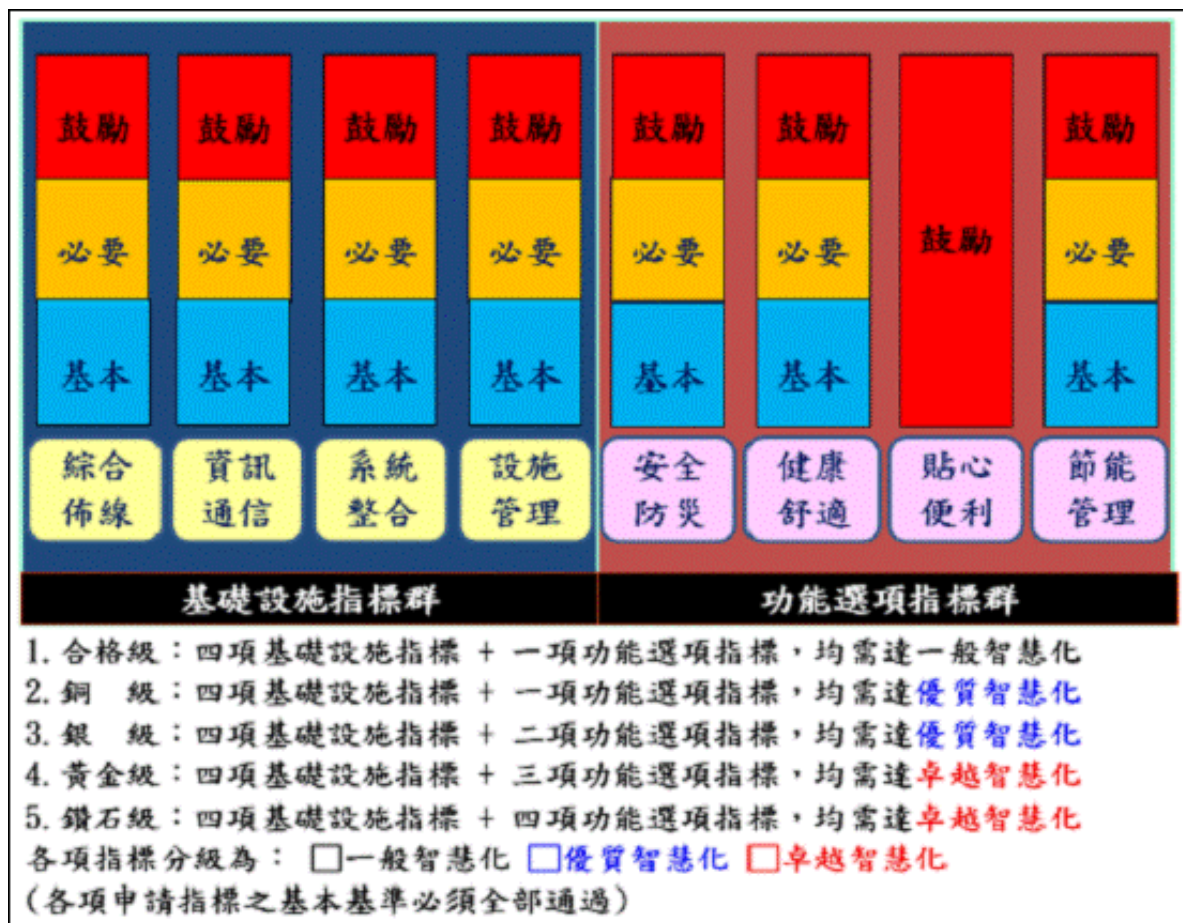 鼓勵 鼓勵 鼓勵 鼓勵 鼓勵 鼓勵 鼓勵
必要 必要 必要 必要 必要 必要 鼓勵 必要
基本 基本 基本 基本 基本 基本 基本
綜合 資訊 系統 設施 安全 健康 貼心 節能
佈線 通信 整合 管理 防災 舒適 便利 管理
基礎設施指標群 功能選項指標群
1. 合格級：四項基礎設施指標 + 一項功能選項指標，均需達一般智慧化
2. 銅　級：四項基礎設施指標 + 一項功能選項指標，均需達優質智慧化
3. 銀　級：四項基礎設施指標 + 二項功能選項指標，均需達優質智慧化
4. 黃金級：四項基礎設施指標 + 三項功能選項指標，均需達卓越智慧化
5. 鑽石級：四項基礎設施指標 + 四項功能選項指標，均需達卓越智慧化
各項指標分級為：□一般智慧化 □優質智慧化 □卓越智慧化
(各項申請指標之基本基準必須全部通過)